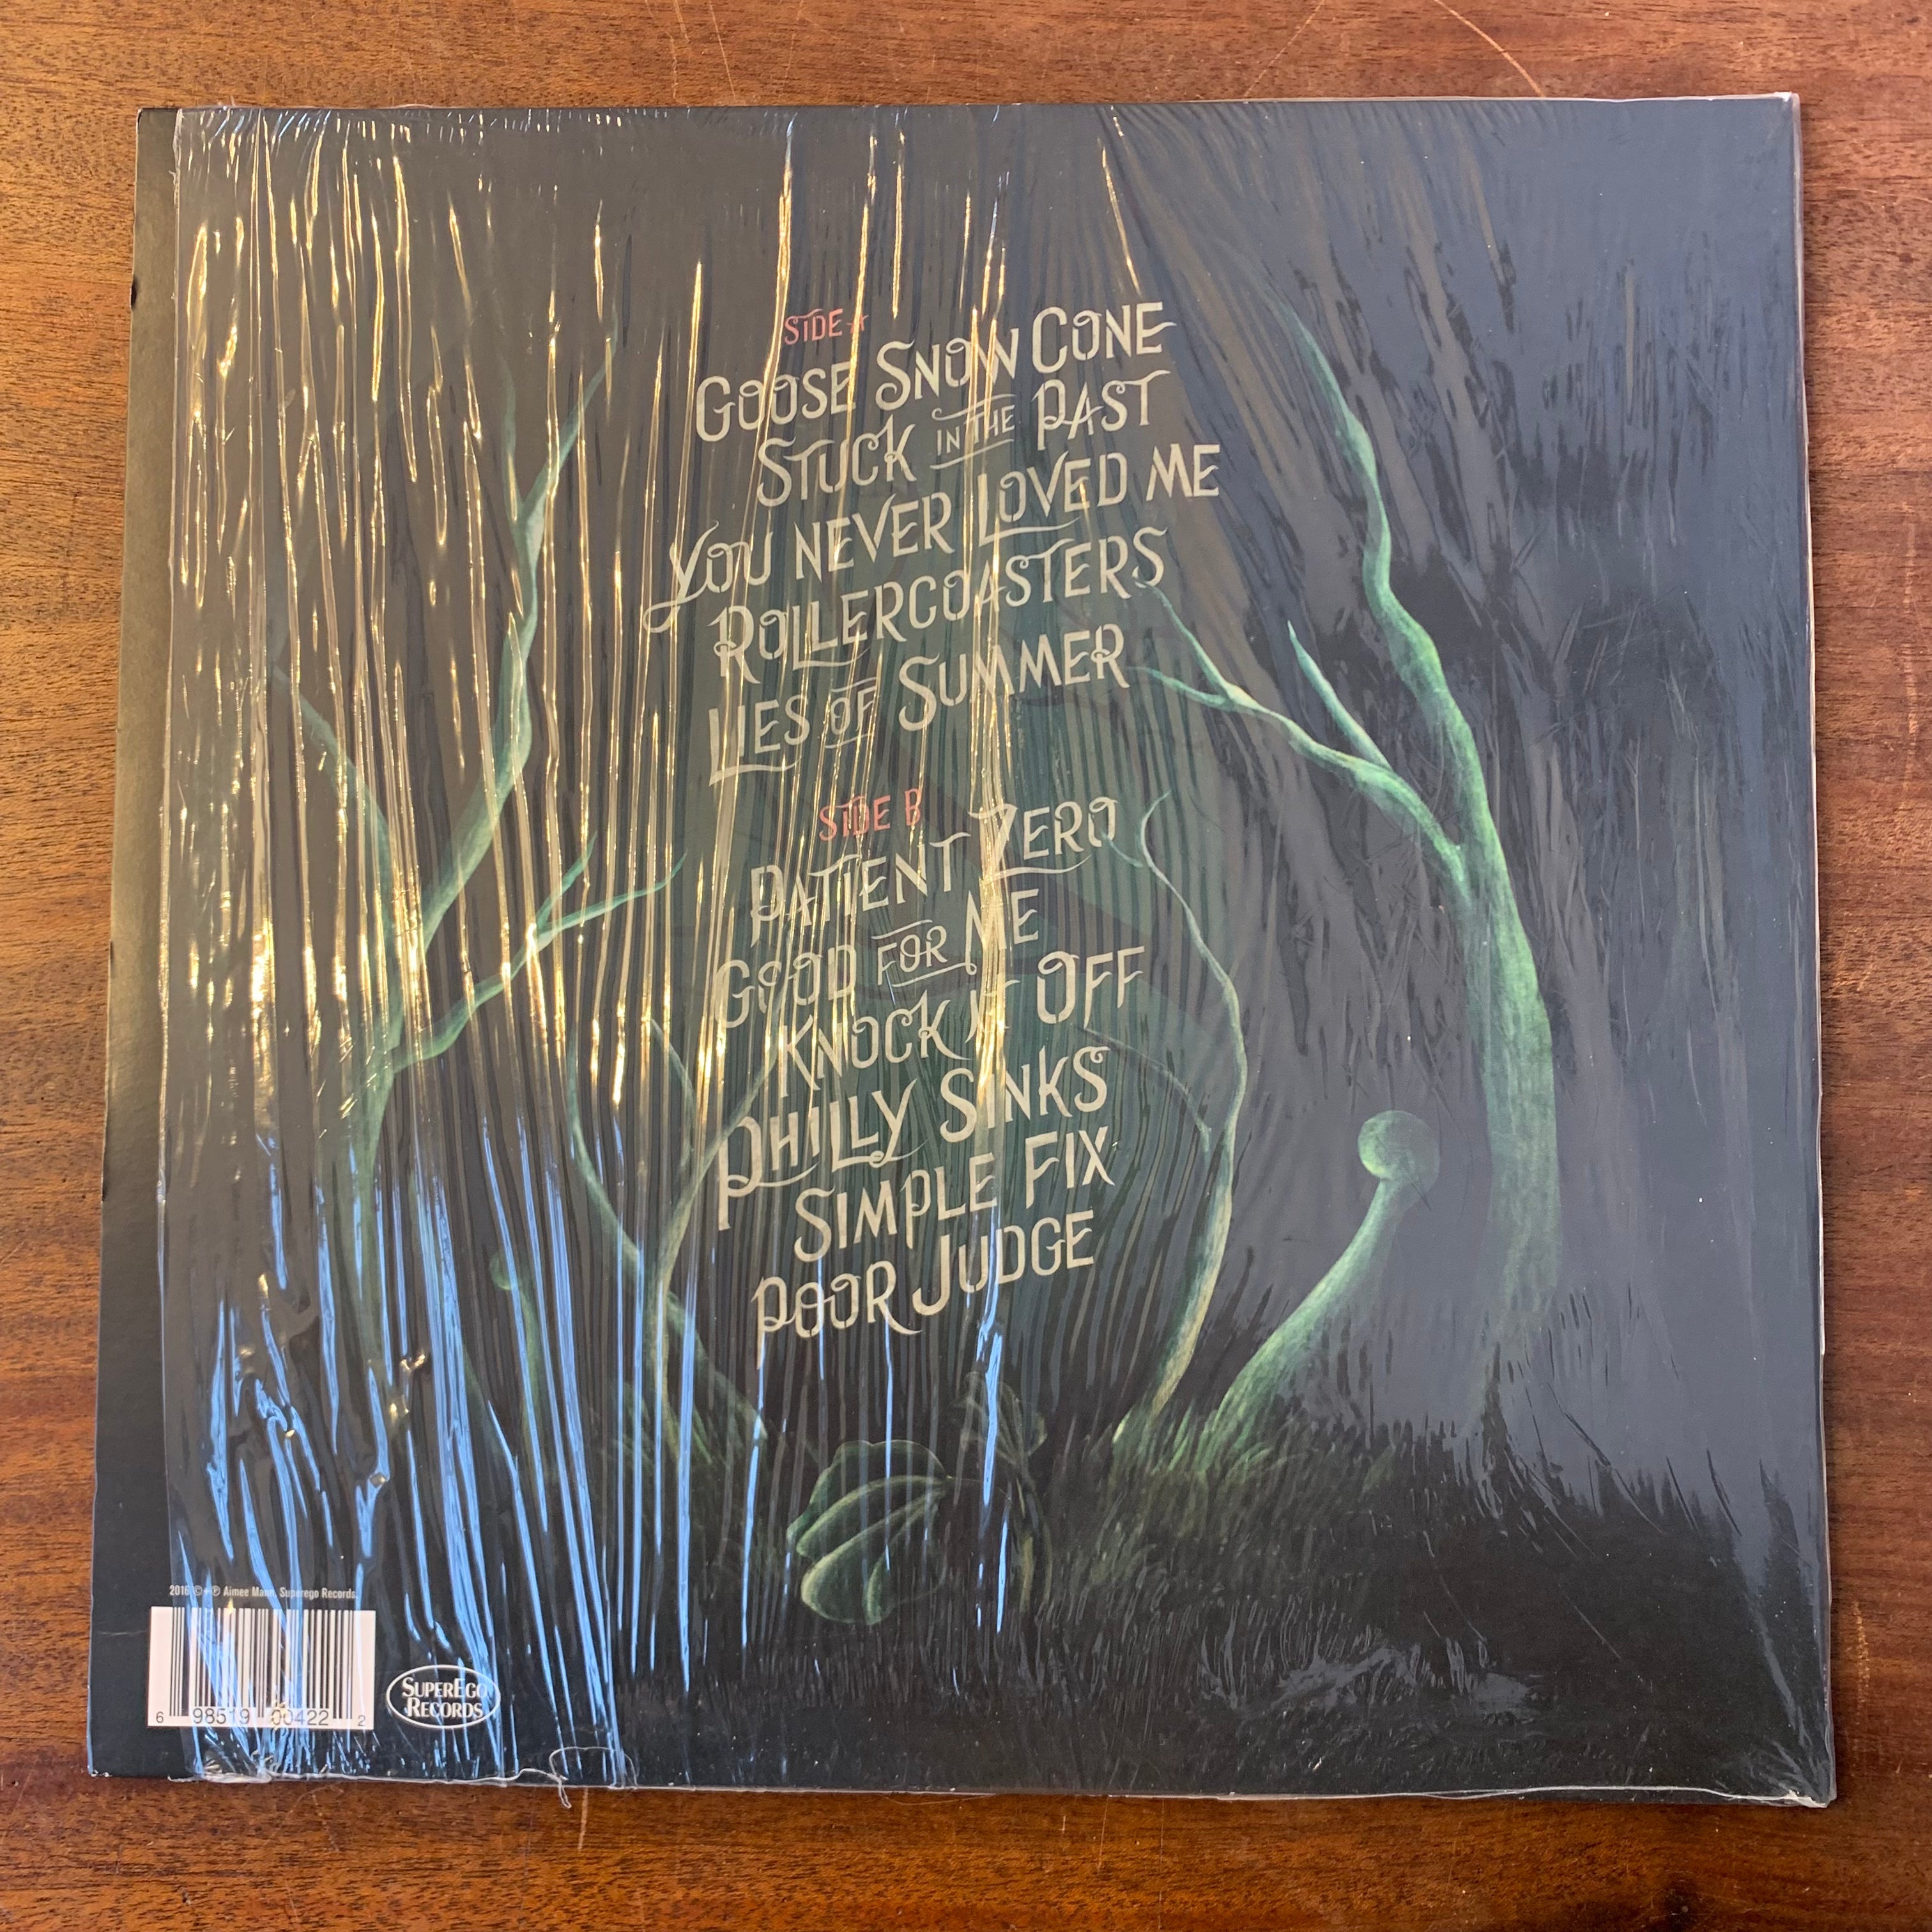 SIDE A
GOOSE SNOW CONE
STUCK IN THE PAST
YOU NEVER LOVED ME
ROLLERCOASTERS
LIES OF SUMMER
SIDE B
PATIENT ZERO
GOOD FOR ME
KNOCK IT OFF
PHILLY SINKS
SIMPLE FIX
POOR JUDGE
2016 ©+℗ Aimee Mann, Superego Records.
6 98519 00422 2
SUPEREGO
RECORDS